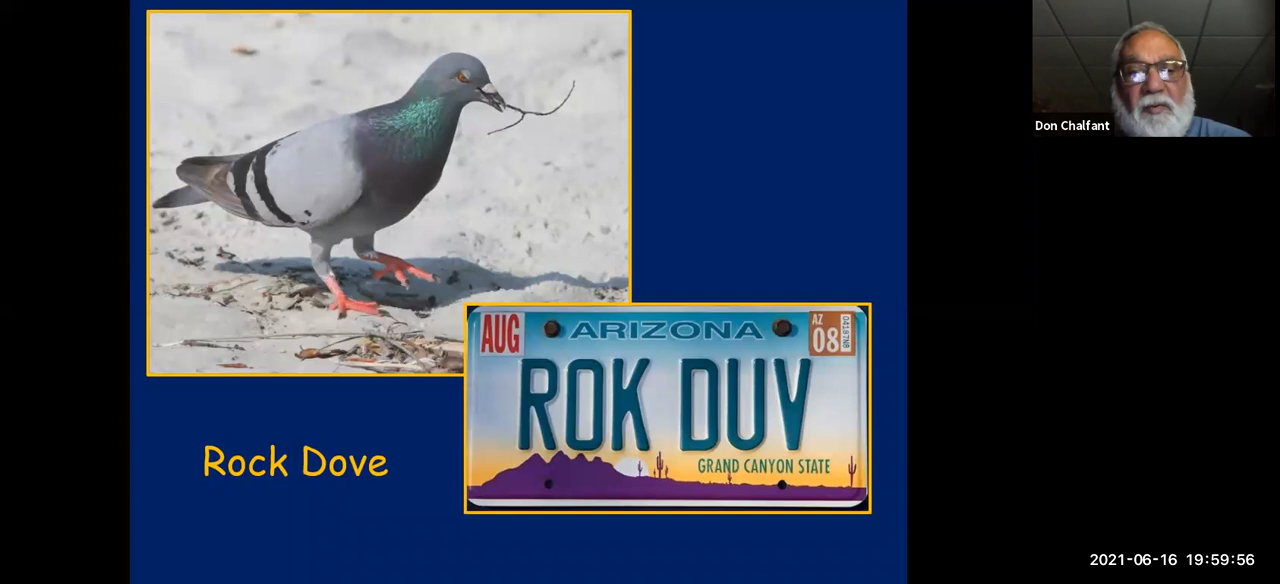 Don Chalfant
AUG
ARIZONA
AZ
08
04187N8
ROK DUV
GRAND CANYON STATE
Rock Dove
2021-06-16 19:59:56